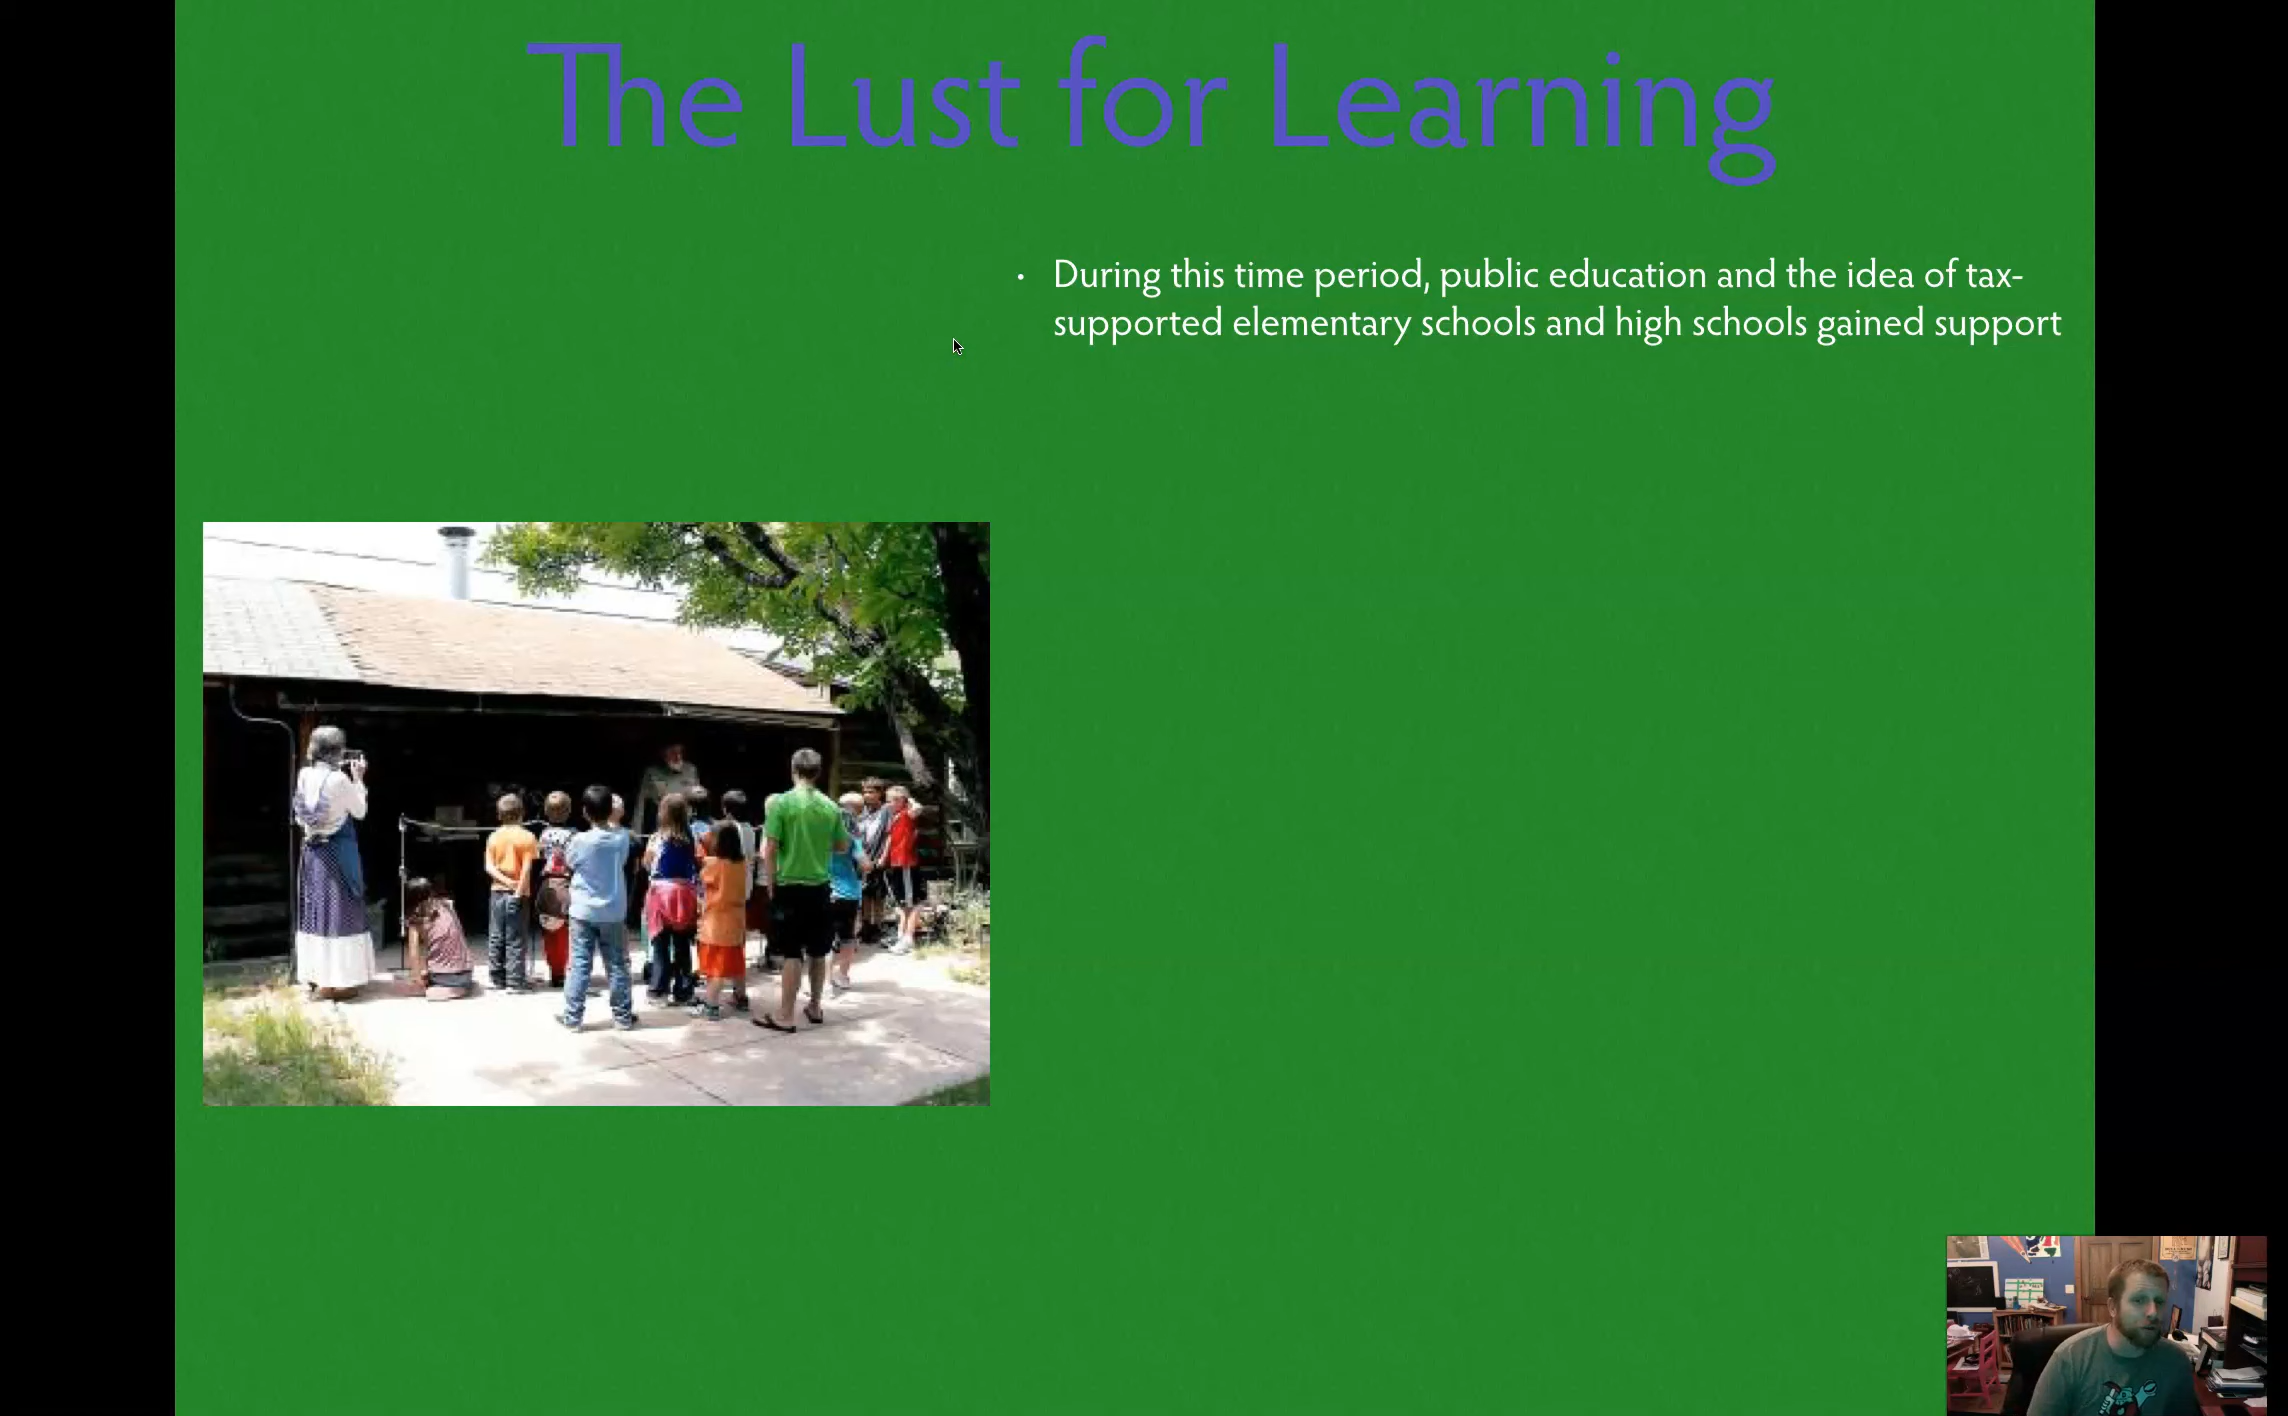 The Lust for Learning
• During this time period, public education and the idea of tax-
supported elementary schools and high schools gained support